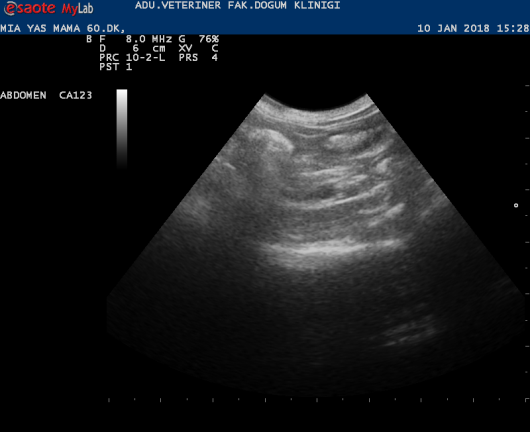 esaote MyLab
ADU.VETERINER FAK.DOGUM KLINIGI
MIA YAS MAMA 60.DK,
10 JAN 2018 15:28
B F 8.0 MHz G 76%
D 6 cm XV C
PRC 10-2-L PRS 4
PST 1
ABDOMEN CA123